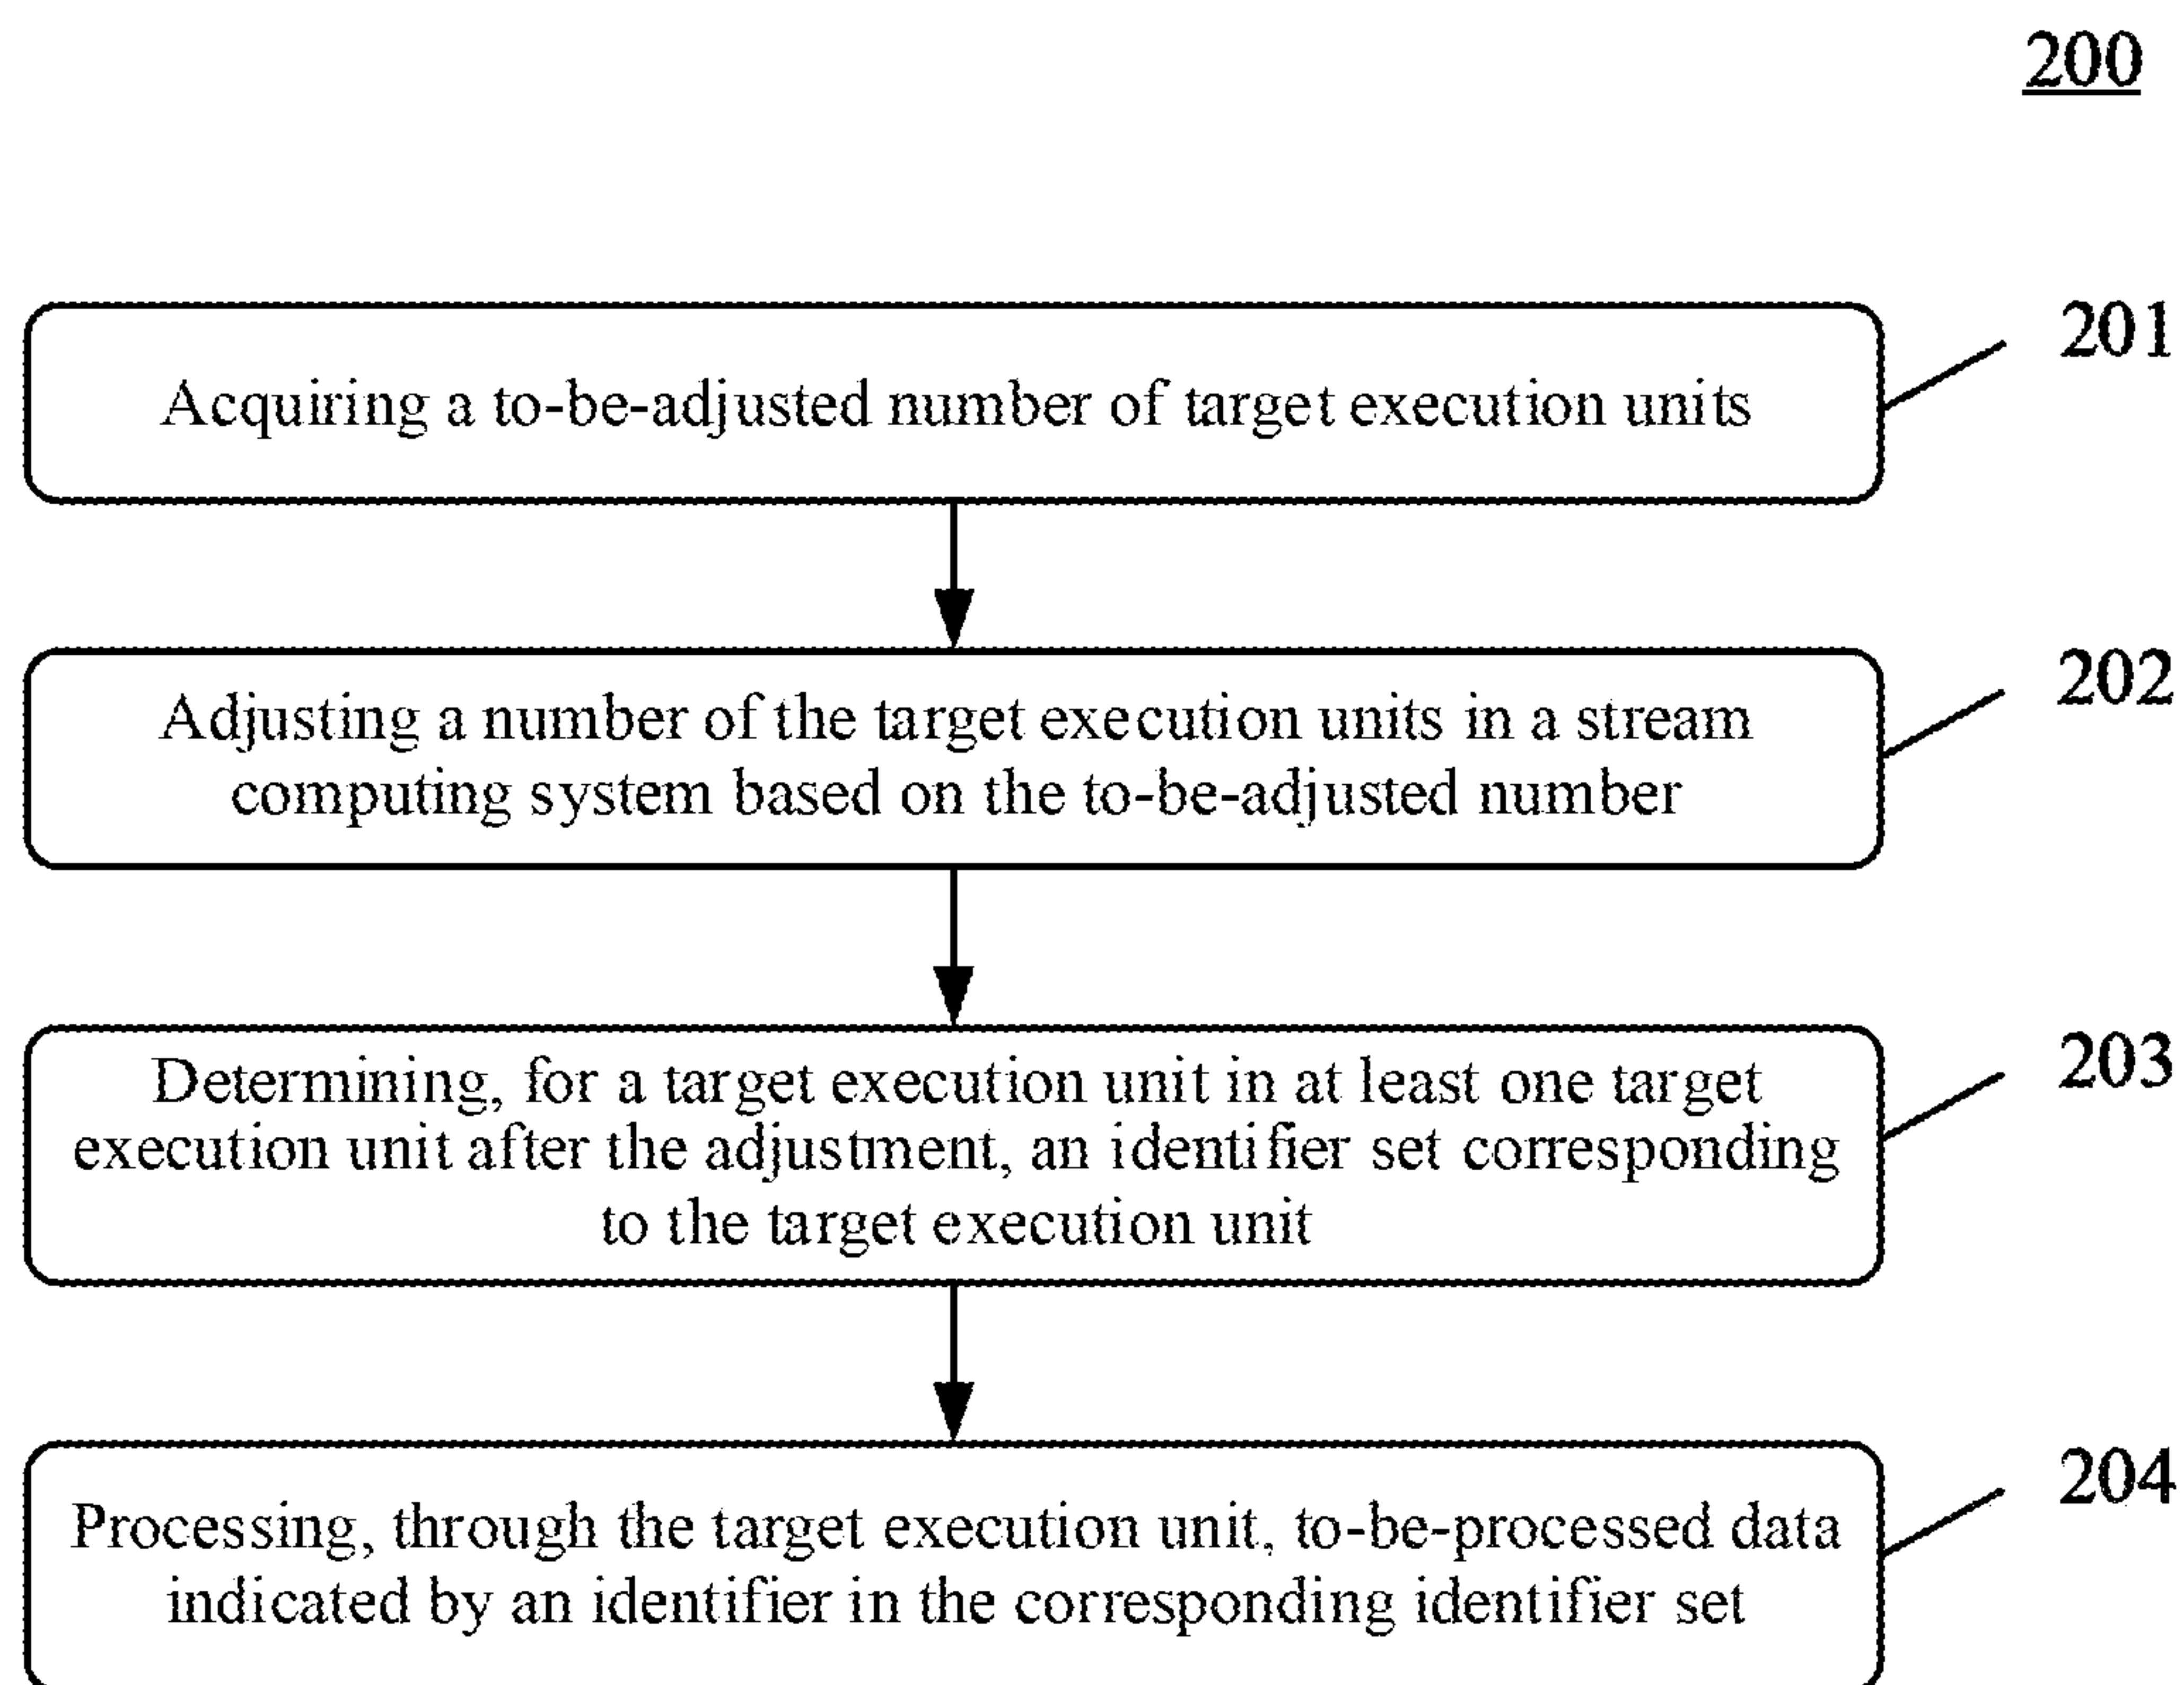 200
201
Acquiring a to-be-adjusted number of target execution units
202
Adjusting a number of the target execution units in a stream
computing system based on the to-be-adjusted number
203
Determining, for a target execution unit in at least one target
execution unit after the adjustment, an identifier set corresponding
to the target execution unit
204
Processing, through the target execution unit, to-be-processed data
indicated by an identifier in the corresponding identifier set